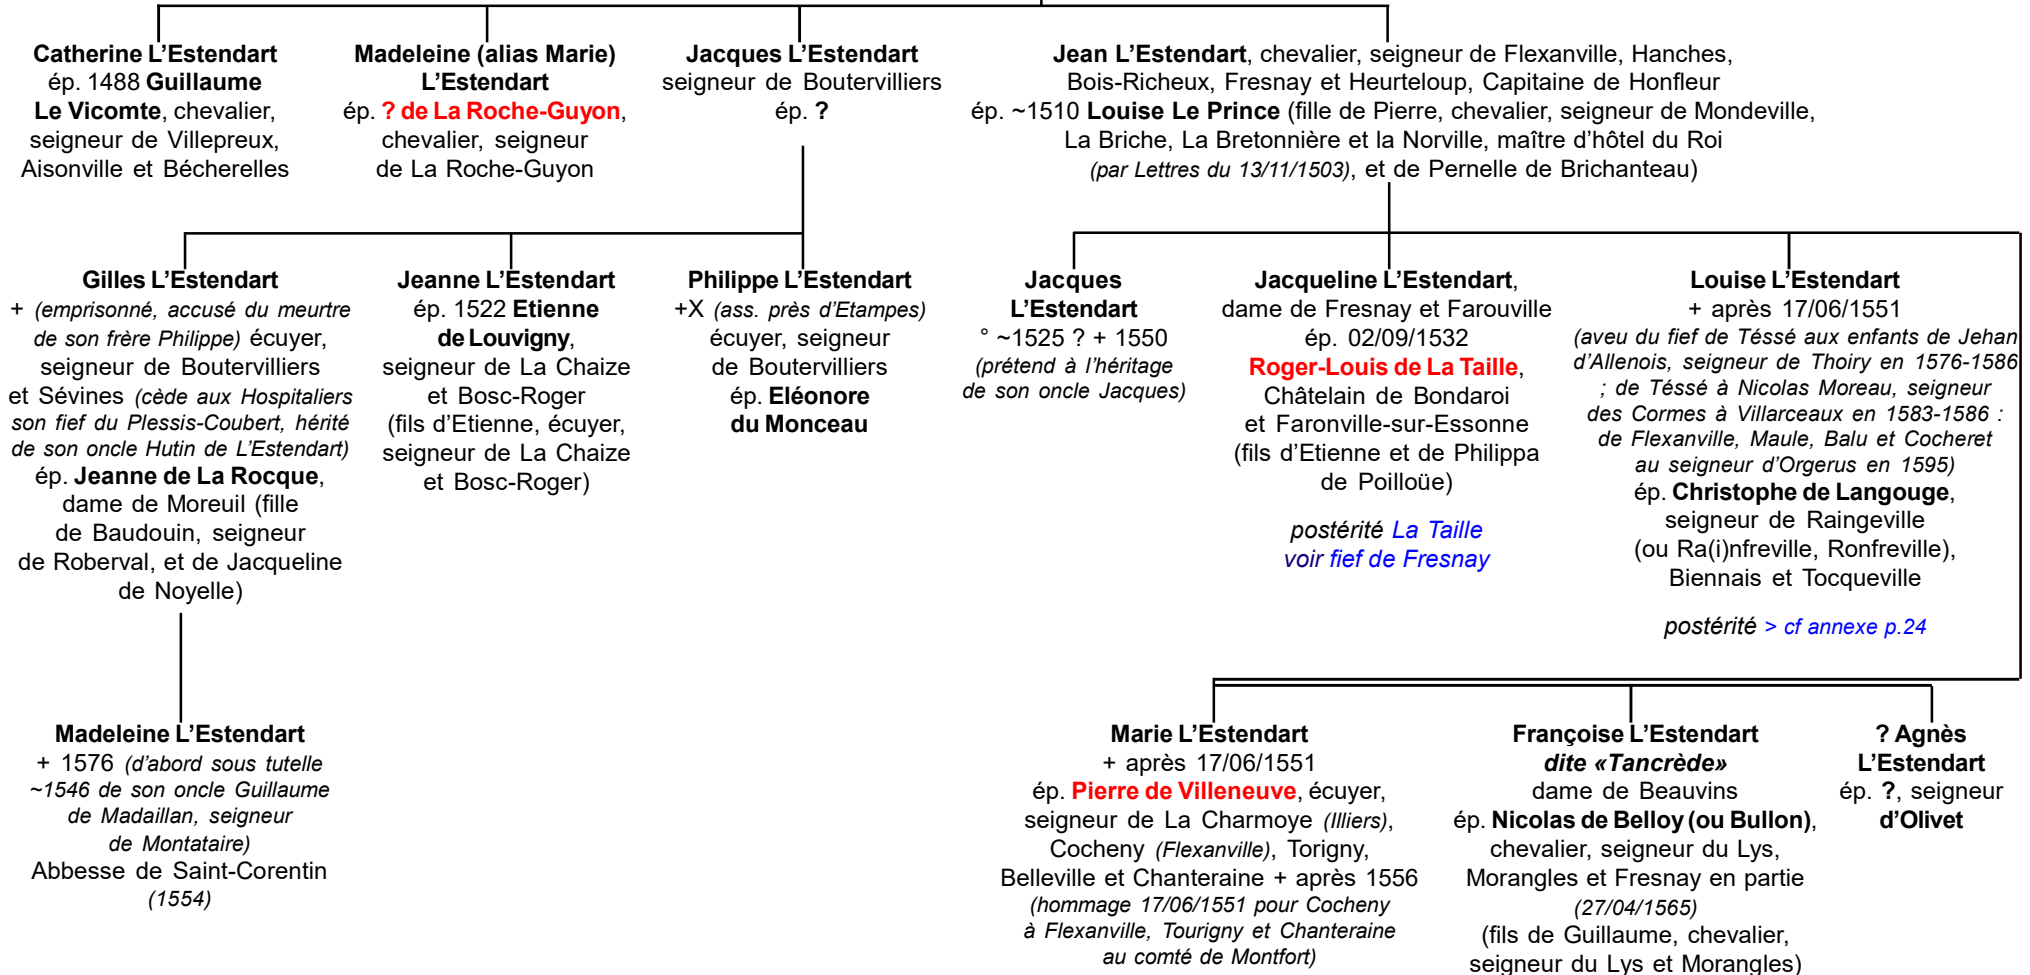 Catherine L'Estendart
ép. 1488 Guillaume
Le Vicomte, chevalier,
seigneur de Villepreux,
Aisonville et Bécherelles
Madeleine (alias Marie)
L'Estendart
ép. ? de La Roche-Guyon,
chevalier, seigneur
de La Roche-Guyon
Jacques L'Estendart
seigneur de Boutervilliers
ép. ?
Jean L'Estendart, chevalier, seigneur de Flexanville, Hanches,
Bois-Richeux, Fresnay et Heurteloup, Capitaine de Honfleur
ép. ~1510 Louise Le Prince (fille de Pierre, chevalier, seigneur de Mondeville,
La Briche, La Bretonnière et la Norville, maître d'hôtel du Roi
(par Lettres du 13/11/1503), et de Pernelle de Brichanteau)
Gilles L'Estendart
+ (emprisonné, accusé du meurtre
de son frère Philippe) écuyer,
seigneur de Boutervilliers
et Sévines (cède aux Hospitaliers
son fief du Plessis-Coubert, hérité
de son oncle Hutin de L'Estendart)
ép. Jeanne de La Rocque,
dame de Moreuil (fille
de Baudouin, seigneur
de Roberval, et de Jacqueline
de Noyelle)
Jeanne L'Estendart
ép. 1522 Etienne
de Louvigny,
seigneur de La Chaize
et Bosc-Roger
(fils d'Etienne, écuyer,
seigneur de La Chaize
et Bosc-Roger)
Philippe L'Estendart
+X (ass. près d'Etampes)
écuyer, seigneur
de Boutervilliers
ép. Eléonore
du Monceau
Jacques
L'Estendart
° ~1525 ? + 1550
(prétend à l'héritage
de son oncle Jacques)
Jacqueline L'Estendart,
dame de Fresnay et Farouville
ép. 02/09/1532
Roger-Louis de La Taille,
Châtelain de Bondaroi
et Faronville-sur-Essonne
(fils d'Etienne et de Philippa
de Poilloüe)
postérité La Taille
voir fief de Fresnay
Louise L'Estendart
+ après 17/06/1551
(aveu du fief de Téssé aux enfants de Jehan
d'Allenois, seigneur de Thoiry en 1576-1586
; de Téssé à Nicolas Moreau, seigneur
des Cormes à Villarceaux en 1583-1586 :
de Flexanville, Maule, Balu et Cocheret
au seigneur d'Orgerus en 1595)
ép. Christophe de Langouge,
seigneur de Raingeville
(ou Ra(i)nfreville, Ronfreville),
Biennais et Tocqueville
postérité > cf annexe p.24
Madeleine L'Estendart
+ 1576 (d'abord sous tutelle
~1546 de son oncle Guillaume
de Madaillan, seigneur
de Montataire)
Abbesse de Saint-Corentin
(1554)
Marie L'Estendart
+ après 17/06/1551
ép. Pierre de Villeneuve, écuyer,
seigneur de La Charmoye (Illiers),
Cocheny (Flexanville), Torigny,
Belleville et Chanteraine + après 1556
(hommage 17/06/1551 pour Cocheny
à Flexanville, Tourigny et Chanteraine
au comté de Montfort)
Françoise L'Estendart
dite «Tancrède»
dame de Beauvins
ép. Nicolas de Belloy (ou Bullon),
chevalier, seigneur du Lys,
Morangles et Fresnay en partie
(27/04/1565)
(fils de Guillaume, chevalier,
seigneur du Lys et Morangles)
? Agnès
L'Estendart
ép. ?, seigneur
d'Olivet